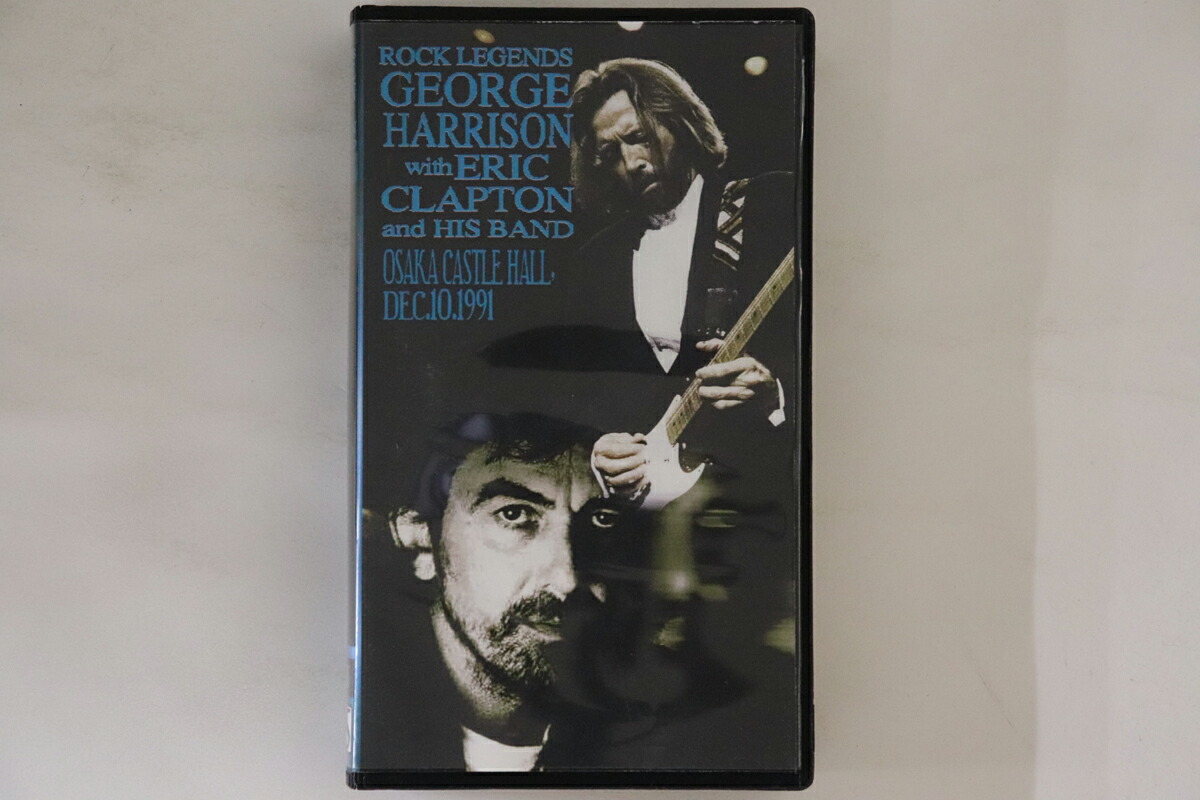 ROCK LEGENDS
GEORGE
HARRISON
with ERIC
CLAPTON
and HIS BAND
OSAKA CASTLE HALL,
DEC.10.1991